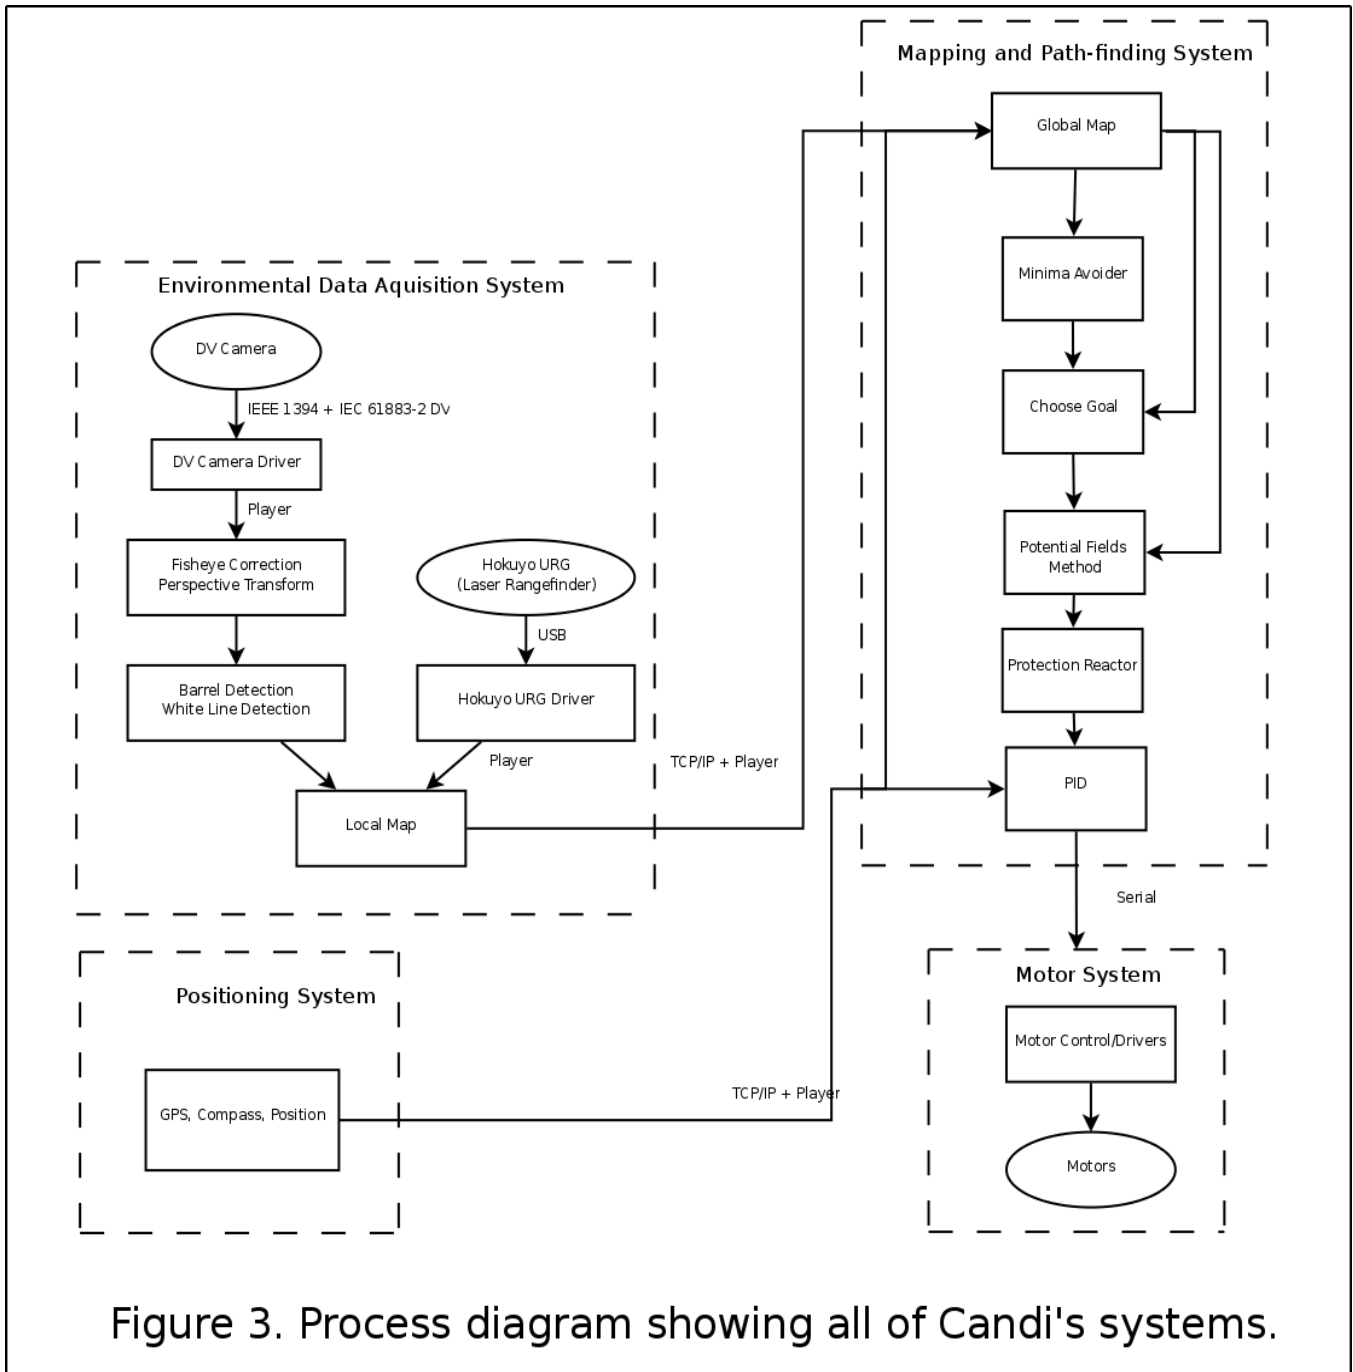 Mapping and Path-finding System
Global Map
Minima Avoider
Choose Goal
Potential Fields
Method
Protection Reactor
PID
Environmental Data Aquisition System
DV Camera
IEEE 1394 + IEC 61883-2 DV
DV Camera Driver
Player
Fisheye Correction
Perspective Transform
Hokuyo URG
(Laser Rangefinder)
USB
Barrel Detection
White Line Detection
Hokuyo URG Driver
Player
Local Map
TCP/IP + Player
Serial
Positioning System
GPS, Compass, Position
TCP/IP + Player
Motor System
Motor Control/Drivers
Motors
Figure 3. Process diagram showing all of Candi's systems.